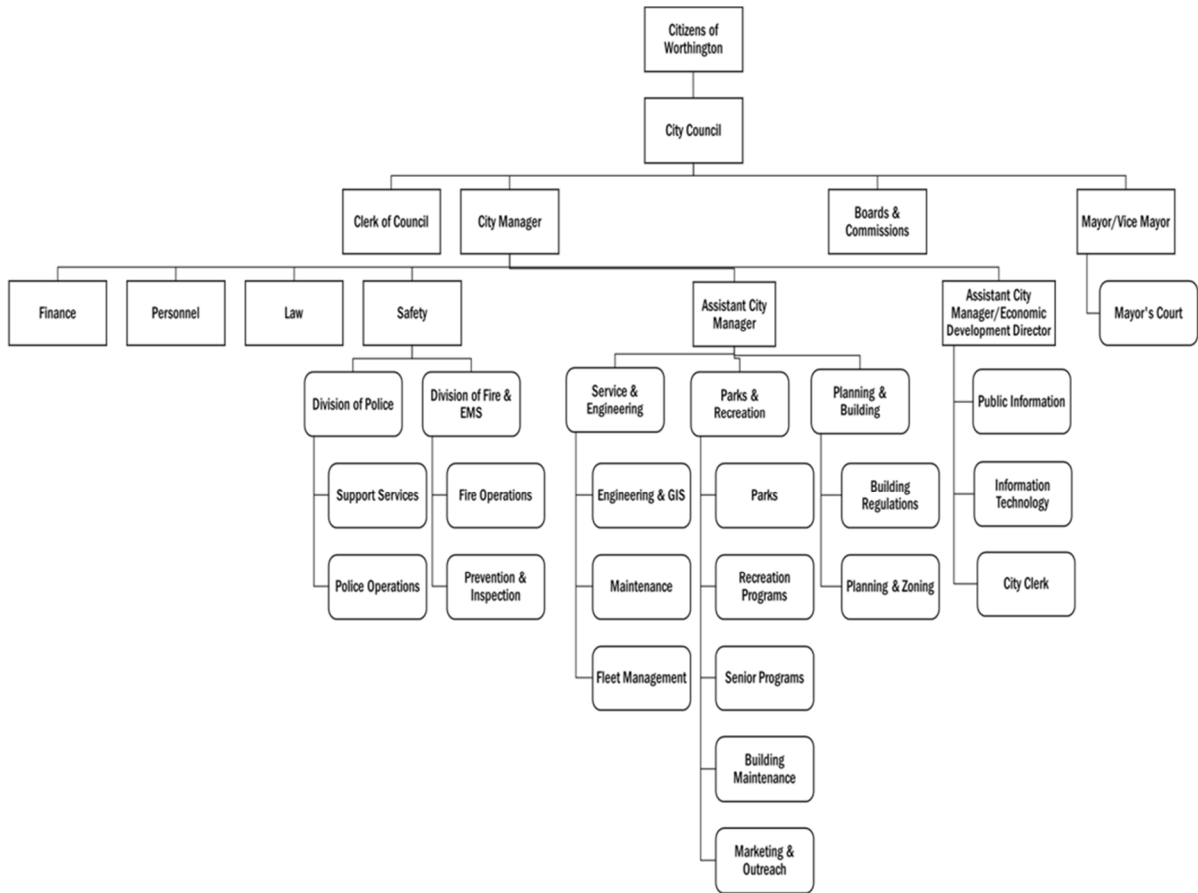 Citizens of
Worthington
City Council
Clerk of Council
City Manager
Boards &
Commissions
Mayor/Vice Mayor
Finance
Personnel
Law
Safety
Assistant City
Manager
Assistant City
Manager/Economic
Development Director
Mayor's Court
Division of Police
Division of Fire &
EMS
Service &
Engineering
Parks &
Recreation
Planning &
Building
Public Information
Support Services
Fire Operations
Engineering & GIS
Parks
Building
Regulations
Information
Technology
Police Operations
Prevention &
Inspection
Maintenance
Recreation
Programs
Planning & Zoning
City Clerk
Fleet Management
Senior Programs
Building
Maintenance
Marketing &
Outreach